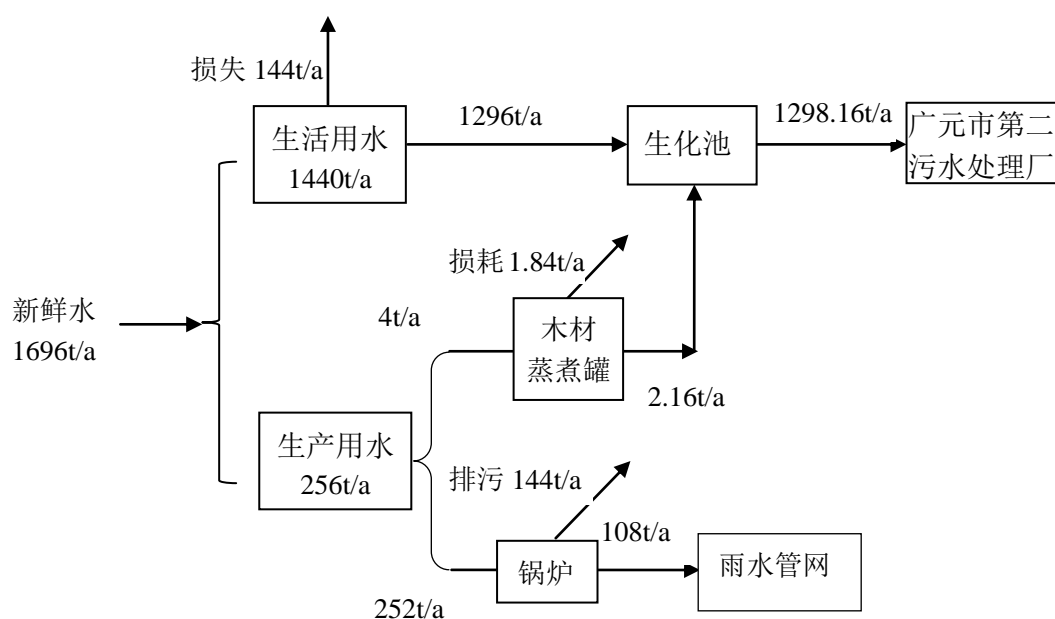 损失 144t/a
生活用水
1440t/a
1296t/a
生化池
1298.16t/a
广元市第二
污水处理厂
损耗 1.84t/a
新鲜水
1696t/a
4t/a
木材
蒸煮罐
2.16t/a
生产用水
256t/a
排污 144t/a
108t/a
锅炉
雨水管网
252t/a